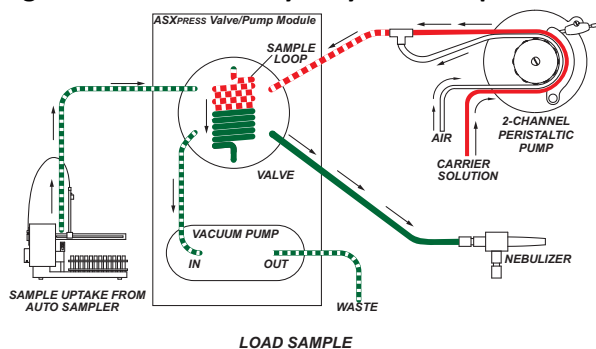 ASXPRESS Valve/Pump Module
SAMPLE
LOOP
VALVE
AIR
CARRIER
SOLUTION
2-CHANNEL
PERISTALTIC
PUMP
VACUUM PUMP
IN
OUT
NEBULIZER
SAMPLE UPTAKE FROM
AUTO SAMPLER
WASTE
LOAD SAMPLE